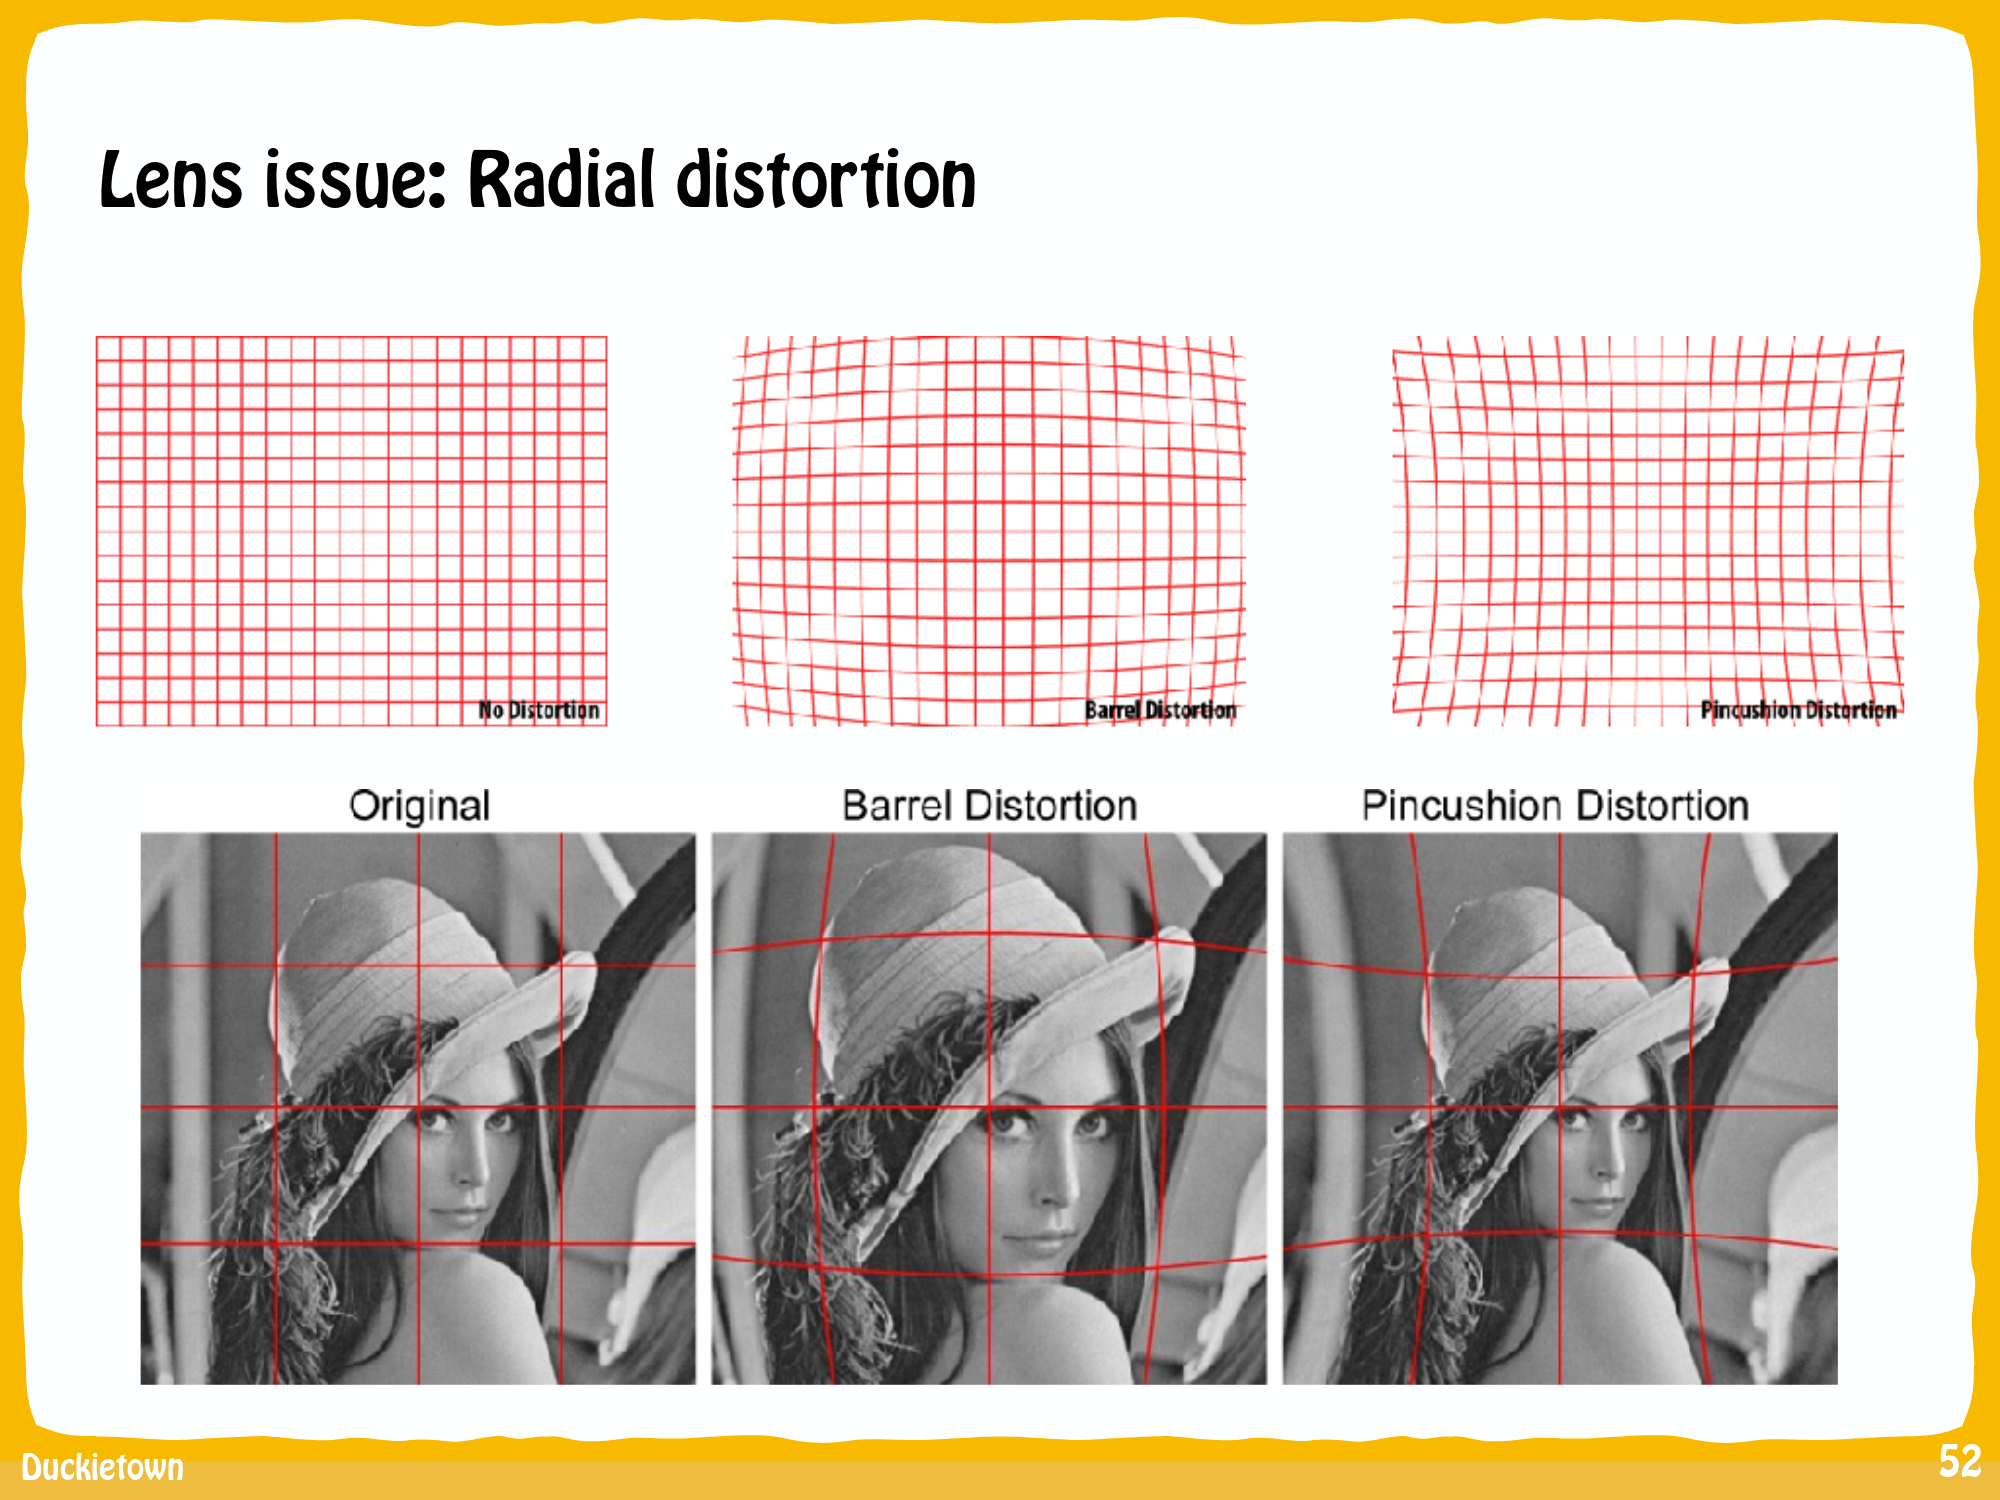 Lens issue: Radial distortion
No Distortion
Barrel Distortion
Pincushion Distortion
Original
Barrel Distortion
Pincushion Distortion
Duckietown
52